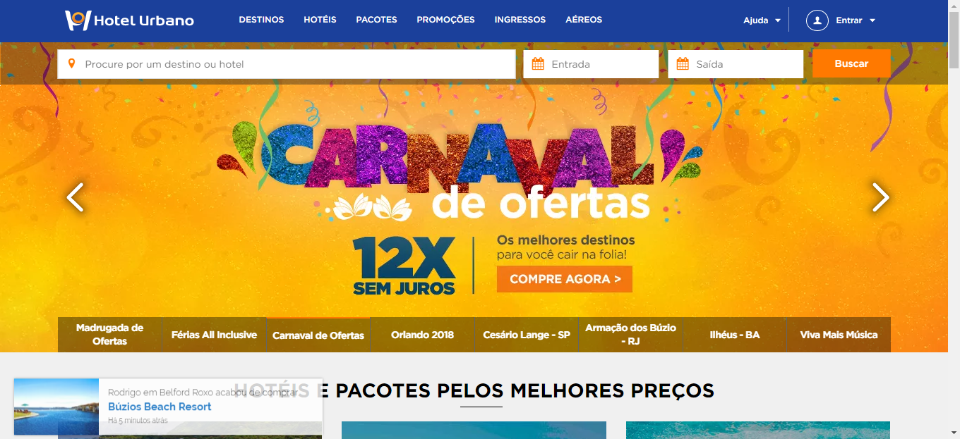 Hotel Urbano
DESTINOS HOTÉIS PACOTES PROMOÇÕES INGRESSOS AÉREOS
Ajuda Entrar
Procure por um destino ou hotel
Entrada
Saída
Buscar
CARNAVAL
de ofertas
12X
SEM JUROS
Os melhores destinos
para você cair na folia!
COMPRE AGORA >
Madrugada de
Ofertas
Férias All Inclusive
Carnaval de Ofertas
Orlando 2018
Cesário Lange - SP
Armação dos Búzio
- RJ
Ilhéus - BA
Viva Mais Música
HOTÉIS E PACOTES PELOS MELHORES PREÇOS
Rodrigo em Belford Roxo acabou de comprar
Búzios Beach Resort
Há 5 minutos atrás